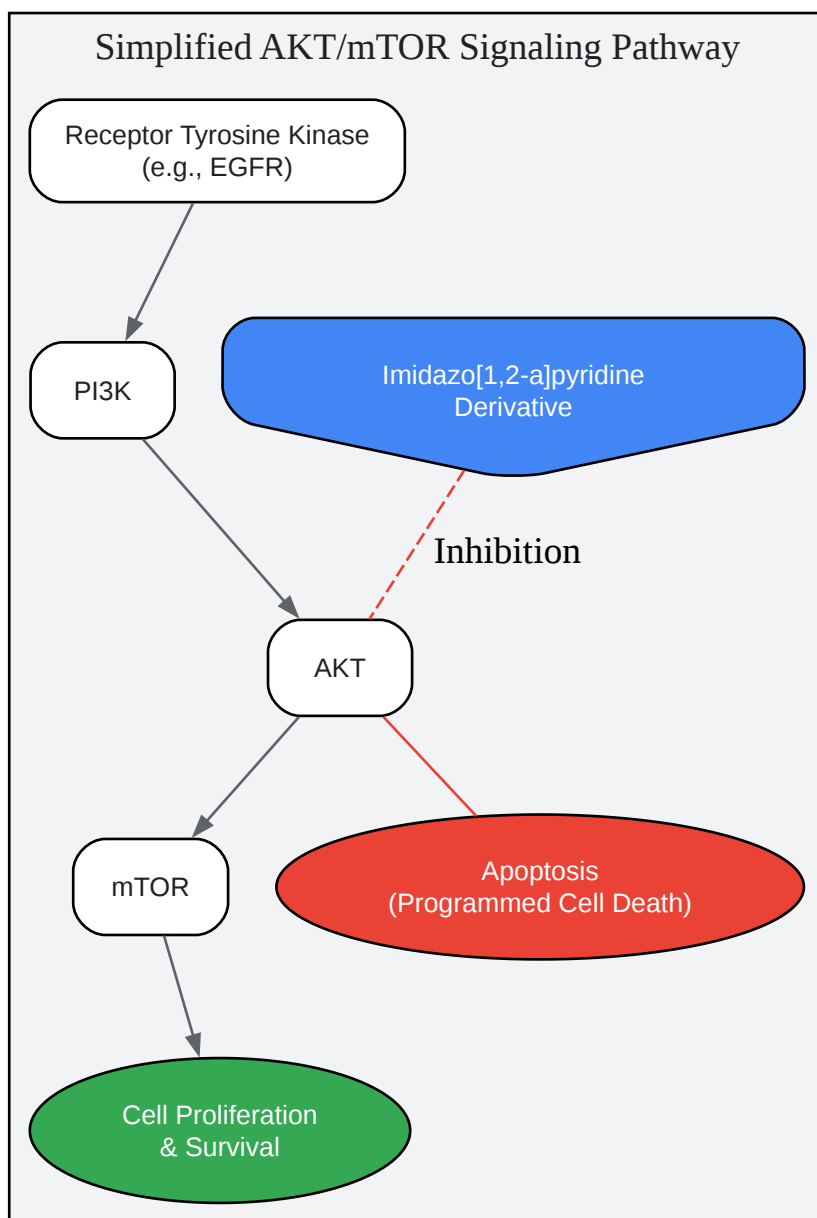 Simplified AKT/mTOR Signaling Pathway
Receptor Tyrosine Kinase
(e.g., EGFR)
PI3K
Imidazo[1,2-a]pyridine
Derivative
Inhibition
AKT
mTOR
Apoptosis
(Programmed Cell Death)
Cell Proliferation
& Survival